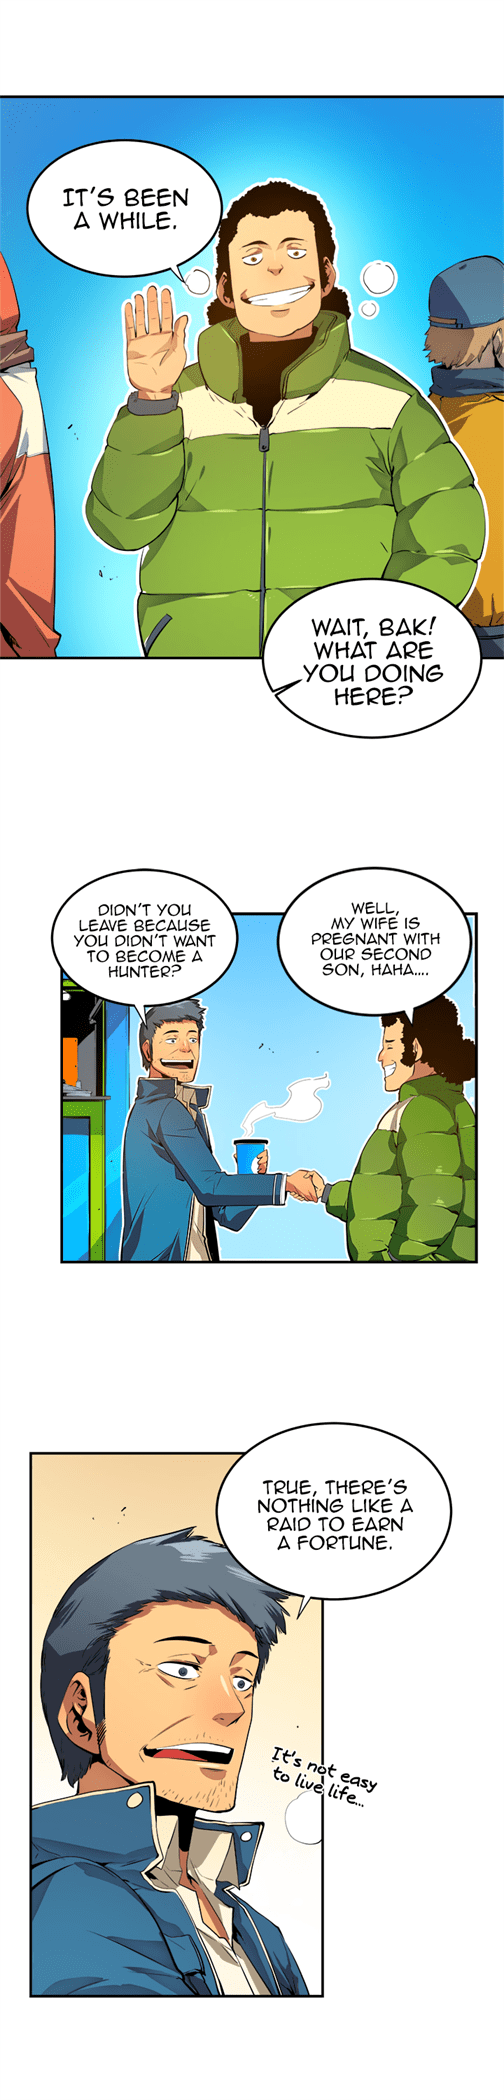 IT'S BEEN
A WHILE.
WAIT, BAK!
WHAT ARE
YOU DOING
HERE?
DIDN'T YOU
LEAVE BECAUSE
YOU DIDN'T WANT
TO BECOME A
HUNTER?
WELL,
MY WIFE IS
PREGNANT WITH
OUR SECOND
SON, HAHA....
TRUE, THERE'S
NOTHING LIKE A
RAID TO EARN
A FORTUNE.
It's not easy
to live life...